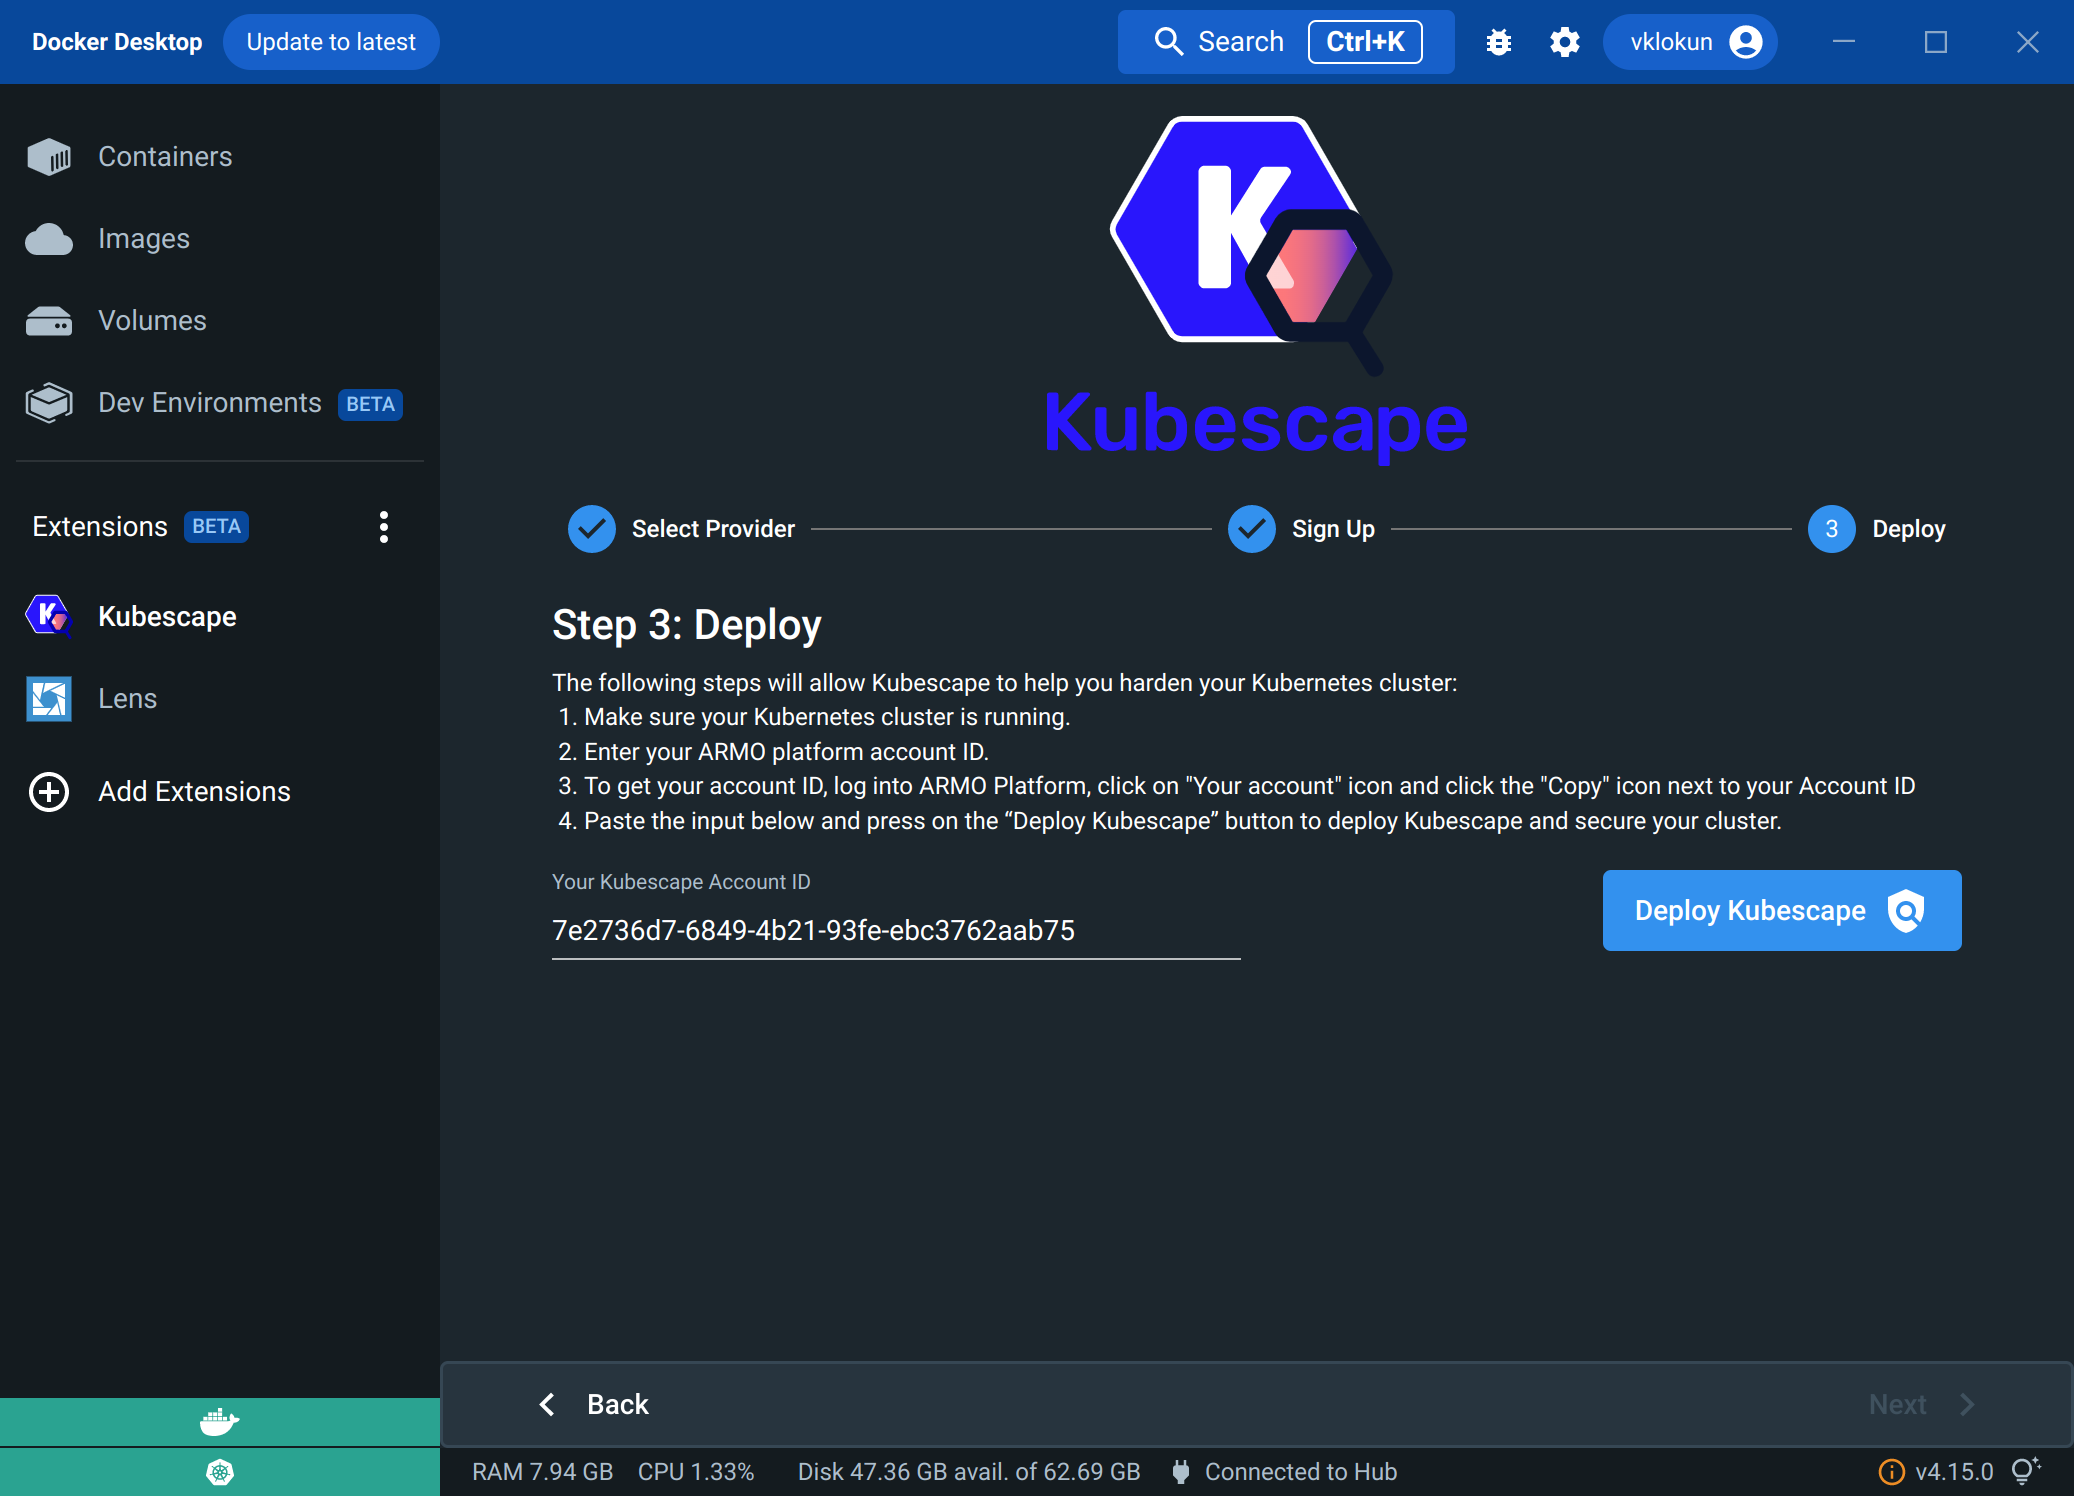 Docker Desktop
Update to latest
Search
Ctrl+K
vklokun
Containers
Images
Volumes
Dev Environments BETA
Extensions BETA
Kubescape
Lens
Add Extensions
K
Kubescape
Select Provider
Sign Up
3 Deploy
Step 3: Deploy
The following steps will allow Kubescape to help you harden your Kubernetes cluster:
1. Make sure your Kubernetes cluster is running.
2. Enter your ARMO platform account ID.
3. To get your account ID, log into ARMO Platform, click on "Your account" icon and click the "Copy" icon next to your Account ID
4. Paste the input below and press on the “Deploy Kubescape” button to deploy Kubescape and secure your cluster.
Your Kubescape Account ID
7e2736d7-6849-4b21-93fe-ebc3762aab75
Deploy Kubescape
Back
Next
RAM 7.94 GB CPU 1.33% Disk 47.36 GB avail. of 62.69 GB Connected to Hub
v4.15.0